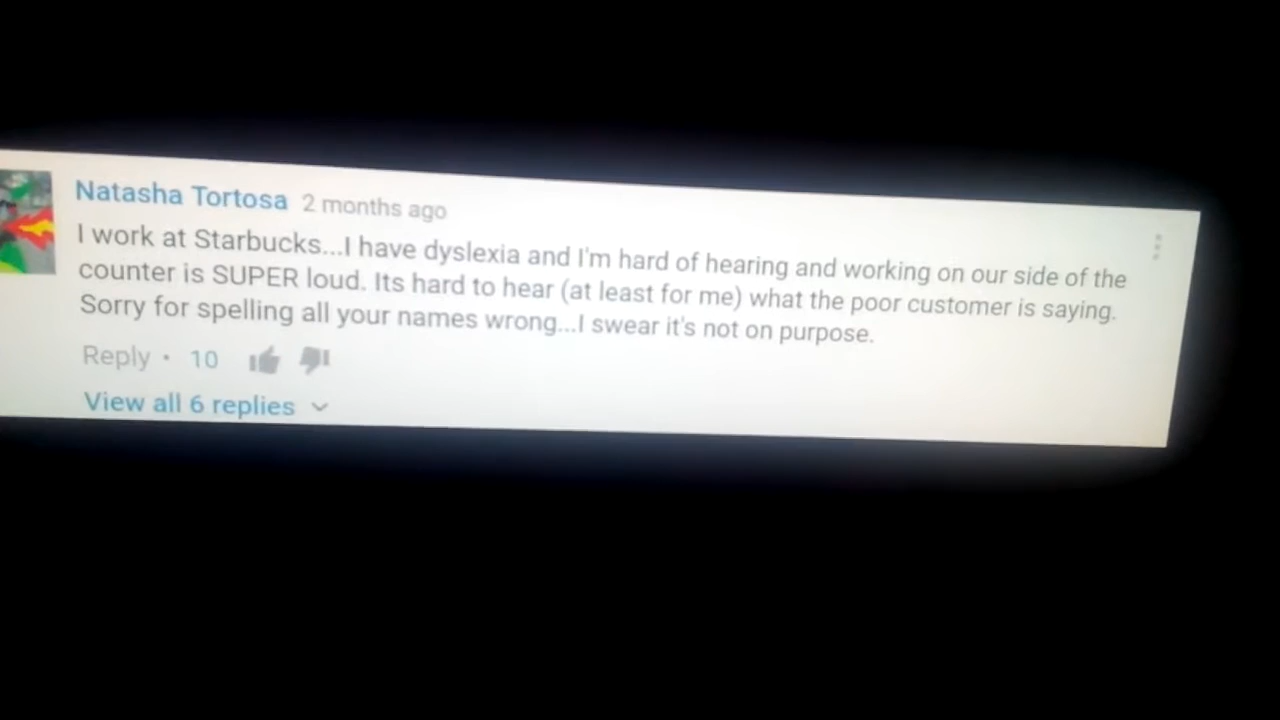 Natasha Tortosa 2 months ago
I work at Starbucks...I have dyslexia and I'm hard of hearing and working on our side of the
counter is SUPER loud. Its hard to hear (at least for me) what the poor customer is saying.
Sorry for spelling all your names wrong...I swear it's not on purpose.
Reply • 10
View all 6 replies